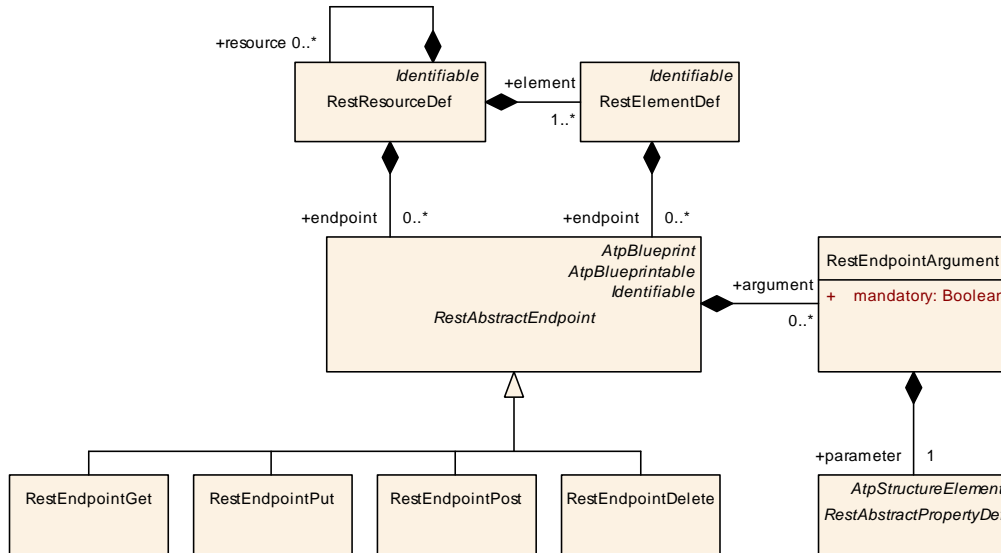 +resource 0..*
Identifiable
RestResourceDef
+element
1..*
Identifiable
RestElementDef
+endpoint 0..*
+endpoint 0..*
AtpBlueprint
AtpBlueprintable
Identifiable
RestAbstractEndpoint
+argument
0..*
RestEndpointArgument
+ mandatory: Boolean
+parameter 1
RestEndpointGet
RestEndpointPut
RestEndpointPost
RestEndpointDelete
AtpStructureElement
RestAbstractPropertyDef